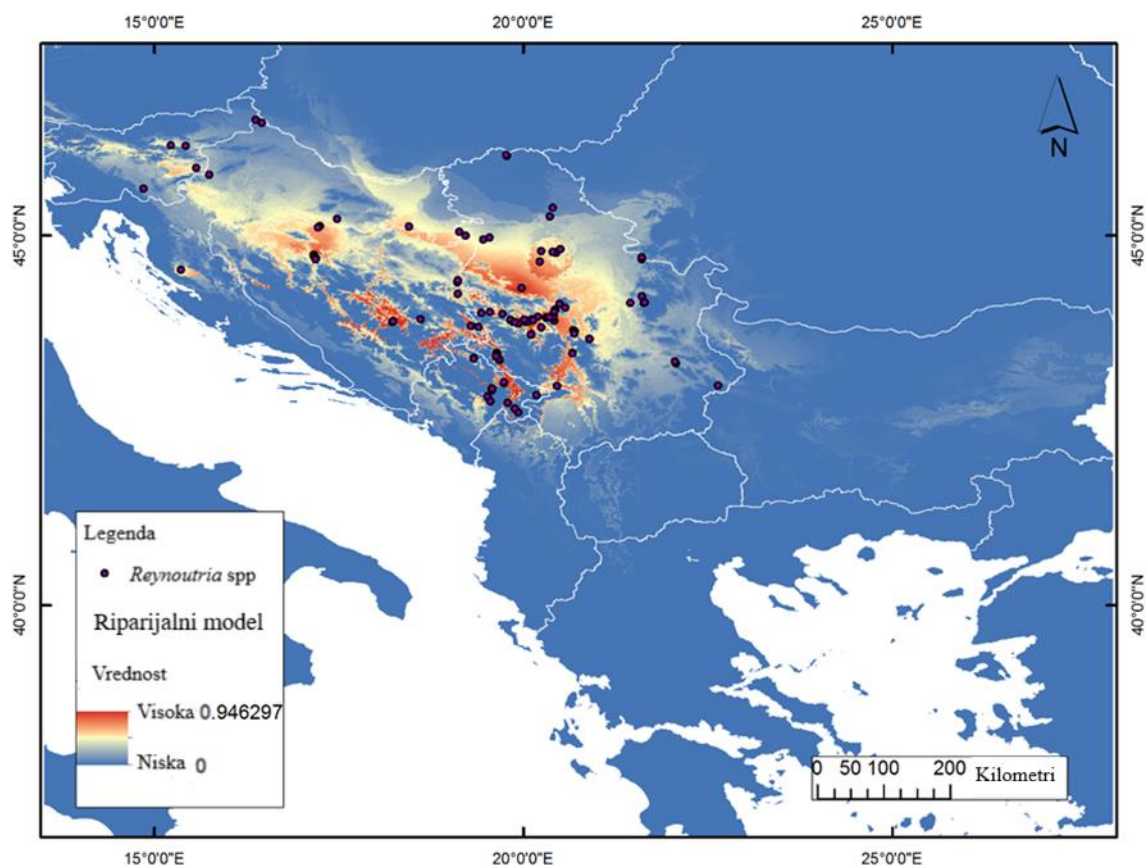 15°0'0"E 20°0'0"E 25°0'0"E
N
45°0'0"N 45°0'0"N
40°0'0"N 40°0'0"N
Legenda
Reynoutria spp
Riparijalni model
Vrednost
Visoka 0.946297
Niska 0
0 50 100 200 Kilometri
15°0'0"E 20°0'0"E 25°0'0"E